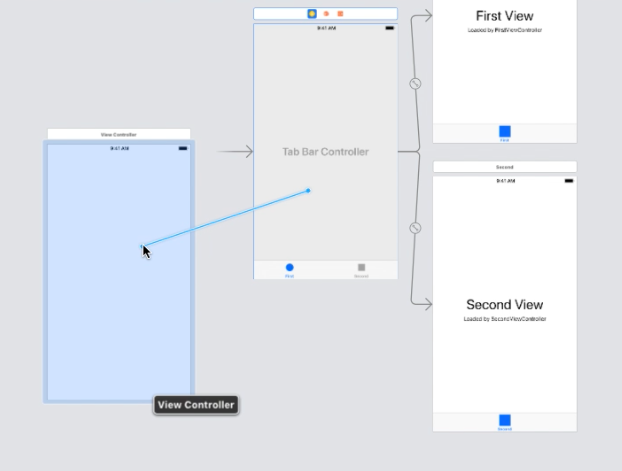 First View
Loaded by FirstViewController
9:41 AM
First
View Controller
9:41 AM
Tab Bar Controller
Second
9:41 AM
First
Second
Second View
Loaded by SecondViewController
View Controller
Second